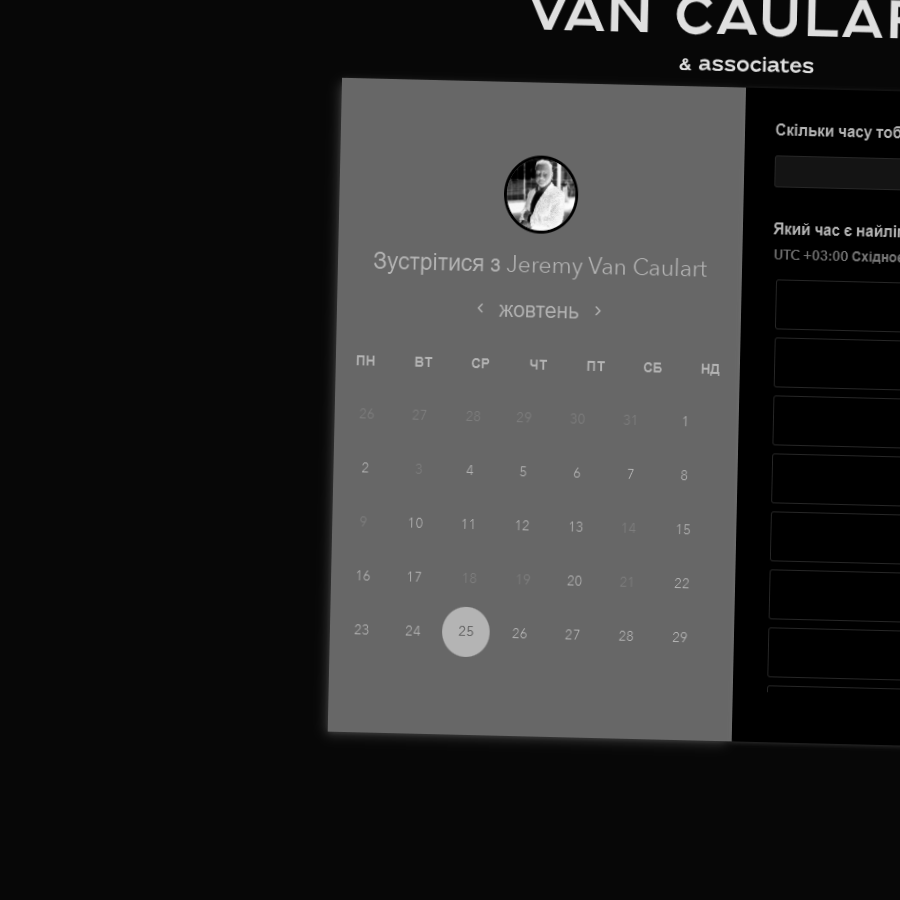 VAN CAULAR
& associates
Зустрітися з Jeremy Van Caulart
‹ жовтень ›
ПН ВТ СР ЧТ ПТ СБ НД
26 27 28 29 30 31 1
2 3 4 5 6 7 8
9 10 11 12 13 14 15
16 17 18 19 20 21 22
23 24 25 26 27 28 29
Скільки часу тоб
Який час є найлі
UTC +03:00 Східноє